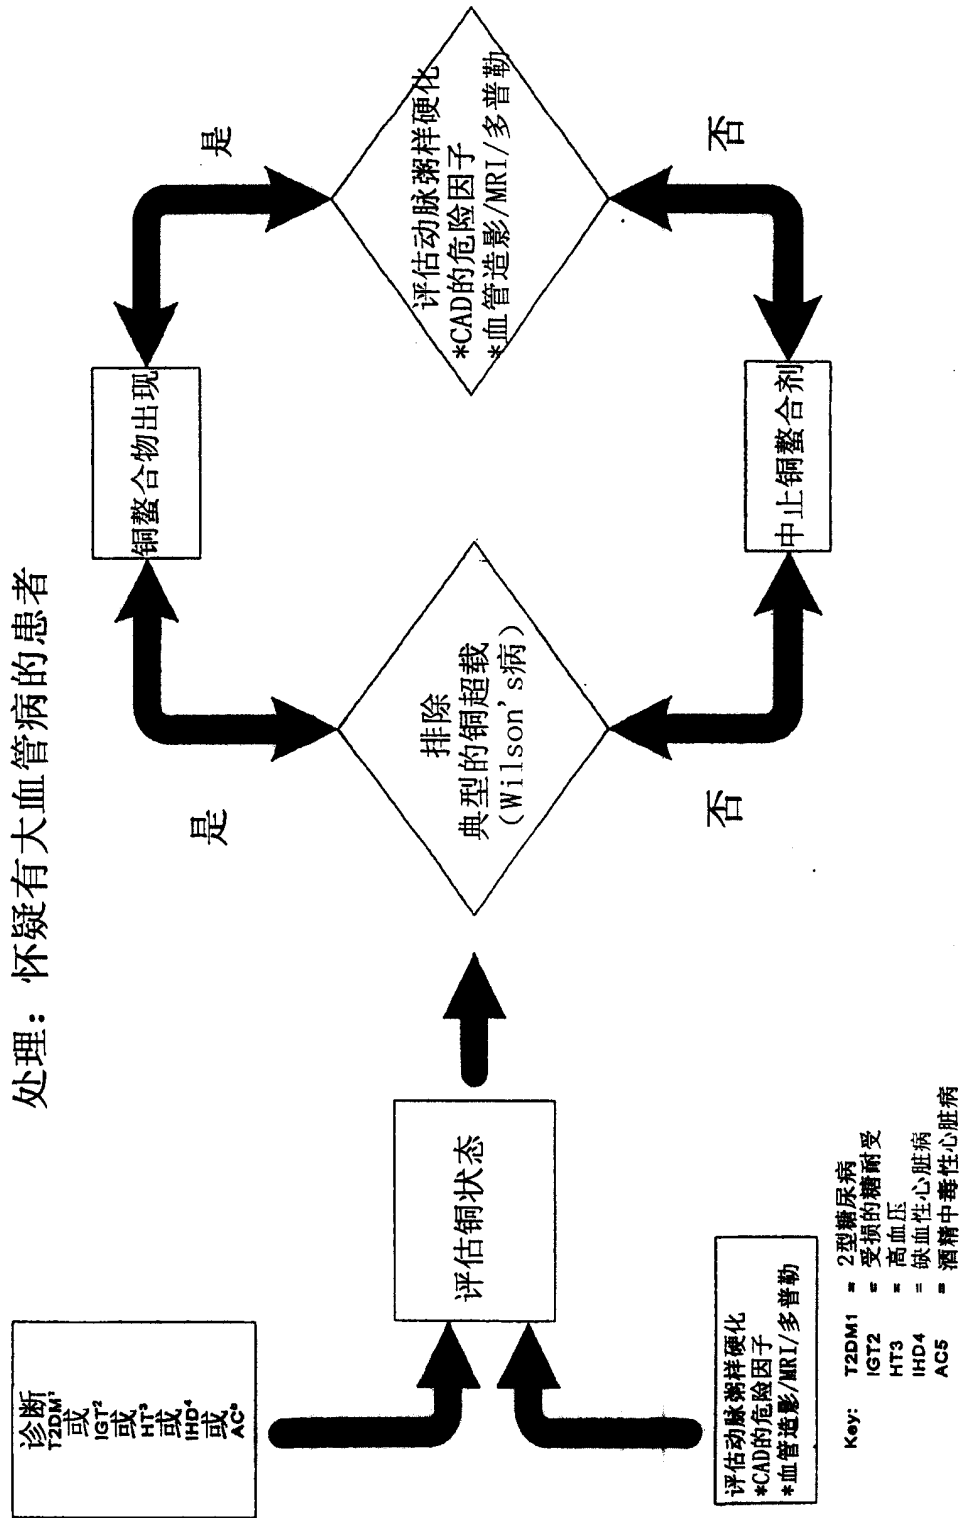 处理：怀疑有大血管病的患者
诊断
T2DM¹
或
IGT²
或
HT³
或
IHD⁴
或
AC⁵
评估动脉粥样硬化
*CAD的危险因子
*血管造影/MRI/多普勒
评估铜状态
排除
典型的铜超载
(Wilson's病)
是
否
铜螯合物出现
中止铜螯合剂
评估动脉粥样硬化
*CAD的危险因子
*血管造影/MRI/多普勒
是
否
Key: T2DM1 = 2型糖尿病
IGT2 = 受损的糖耐受
HT3 = 高血压
IHD4 = 缺血性心脏病
AC5 = 酒精中毒性心脏病